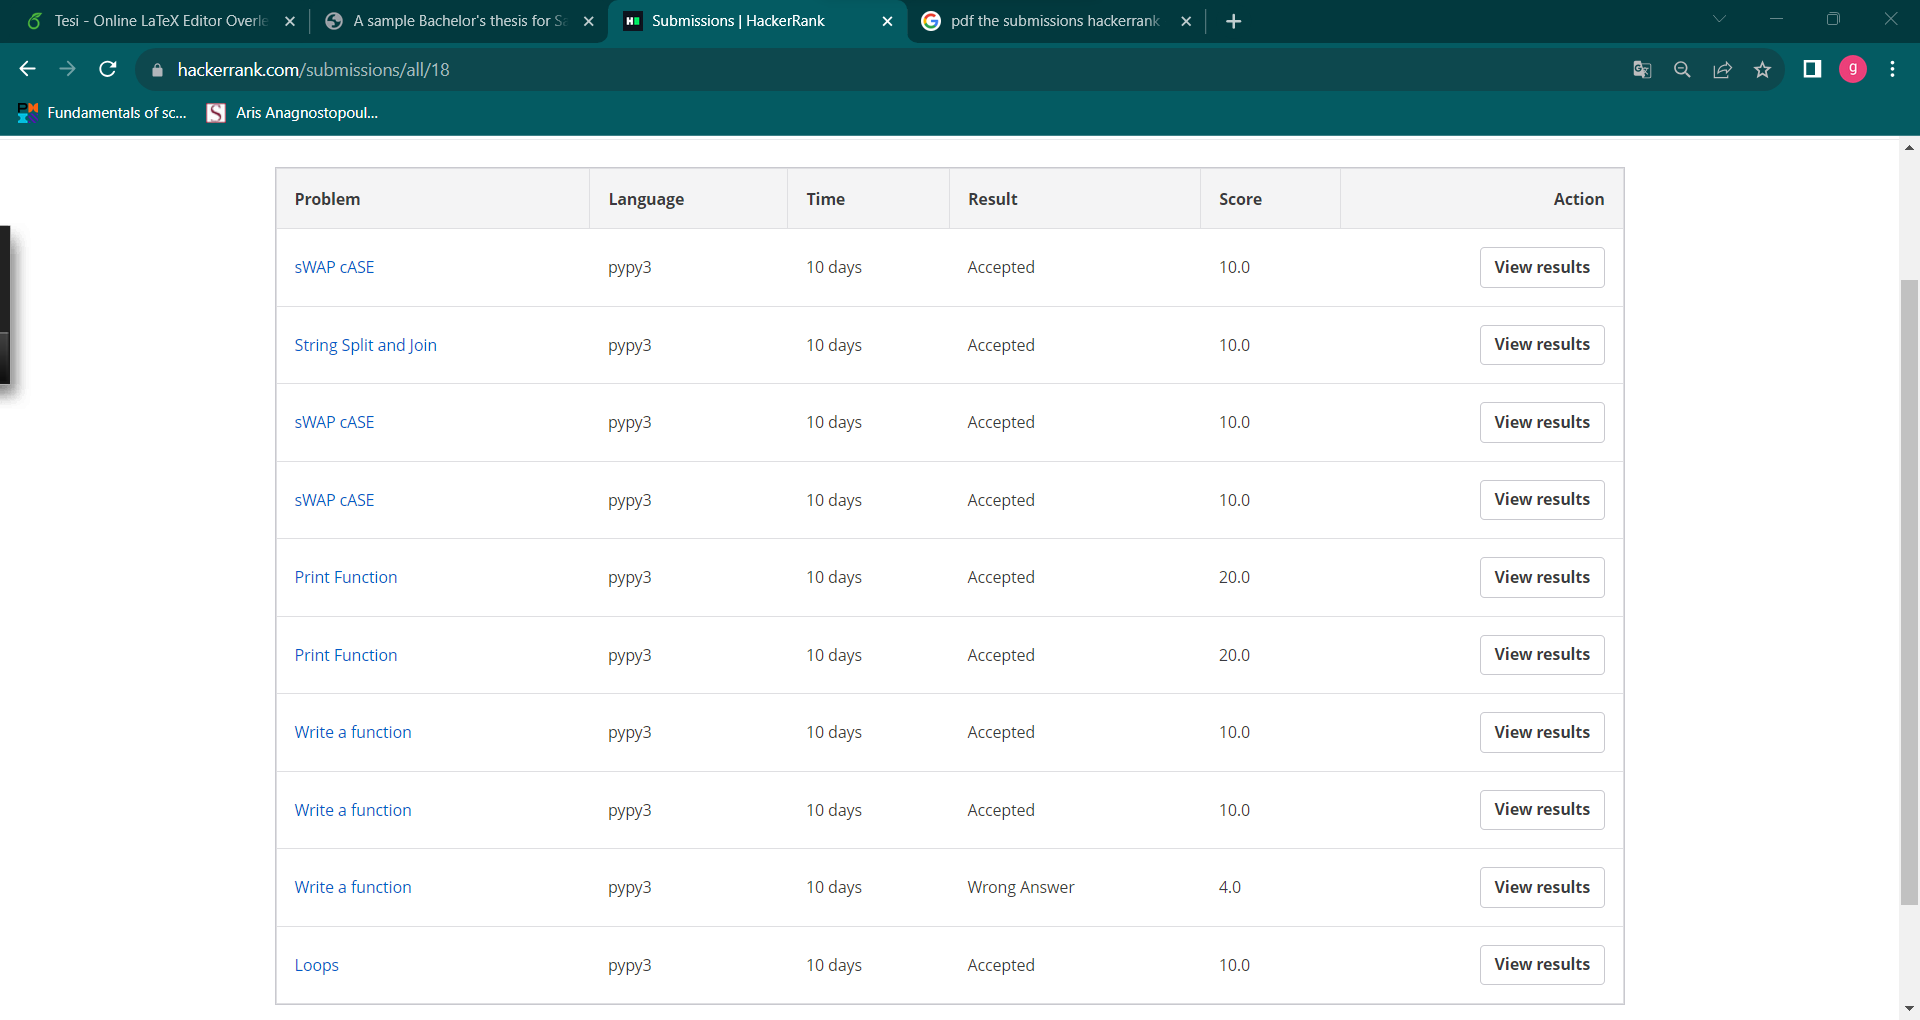 Tesi - Online LaTeX Editor Overle
A sample Bachelor's thesis for Sa
Submissions | HackerRank
pdf the submissions hackerrank
hackerrank.com/submissions/all/18
g
Fundamentals of sc...
Aris Anagnostopoul...
Problem Language Time Result Score Action
sWAP cASE pypy3 10 days Accepted 10.0 View results
String Split and Join pypy3 10 days Accepted 10.0 View results
sWAP cASE pypy3 10 days Accepted 10.0 View results
sWAP cASE pypy3 10 days Accepted 10.0 View results
Print Function pypy3 10 days Accepted 20.0 View results
Print Function pypy3 10 days Accepted 20.0 View results
Write a function pypy3 10 days Accepted 10.0 View results
Write a function pypy3 10 days Accepted 10.0 View results
Write a function pypy3 10 days Wrong Answer 4.0 View results
Loops pypy3 10 days Accepted 10.0 View results